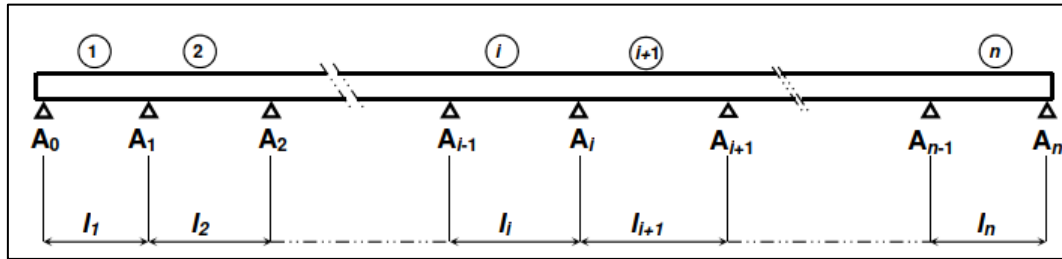 1 2 i i+1 n
A₀ A₁ A₂ Aᵢ₋₁ Aᵢ Aᵢ₊₁ Aₙ₋₁ Aₙ
l₁ l₂ lᵢ lᵢ₊₁ lₙ